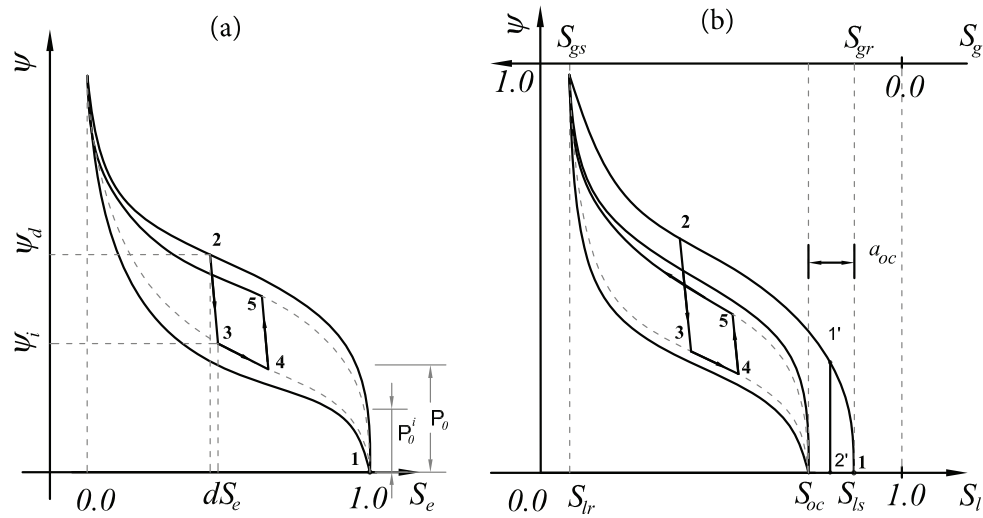 (a)
ψ
ψ_d
ψ_i
2
3
5
4
1
P_0^i
P_0
0.0
dS_e
1.0
S_e
(b)
ψ
S_gs
S_gr
S_g
1.0
0.0
2
a_oc
3
5
4
1'
2'
1
0.0
S_lr
S_oc
S_ls
1.0
S_l